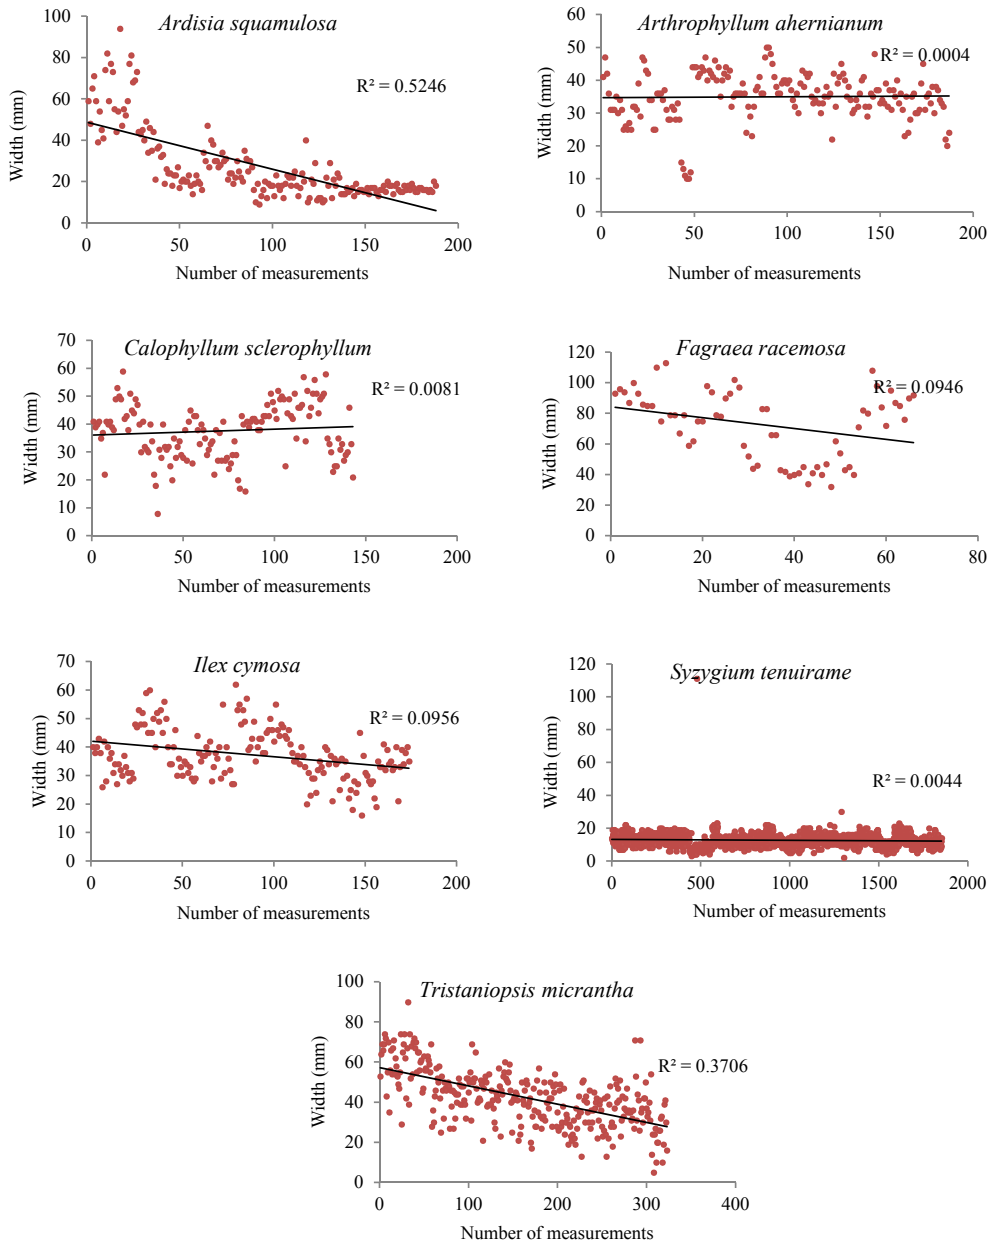 Ardisia squamulosa
100
80
60
40
20
0
Width (mm)
R² = 0.5246
0 50 100 150 200
Number of measurements
Arthrophyllum ahernianum
60
50
40
30
20
10
0
Width (mm)
R² = 0.0004
0 50 100 150 200
Number of measurements
Calophyllum sclerophyllum
70
60
50
40
30
20
10
0
Width (mm)
R² = 0.0081
0 50 100 150 200
Number of measurements
Fagraea racemosa
120
100
80
60
40
20
0
Width (mm)
R² = 0.0946
0 20 40 60 80
Number of measurements
Ilex cymosa
70
60
50
40
30
20
10
0
Width (mm)
R² = 0.0956
0 50 100 150 200
Number of measurements
Syzygium tenuirame
120
100
80
60
40
20
0
Width (mm)
R² = 0.0044
0 500 1000 1500 2000
Number of measurements
Tristaniopsis micrantha
100
80
60
40
20
0
Width (mm)
R² = 0.3706
0 100 200 300 400
Number of measurements